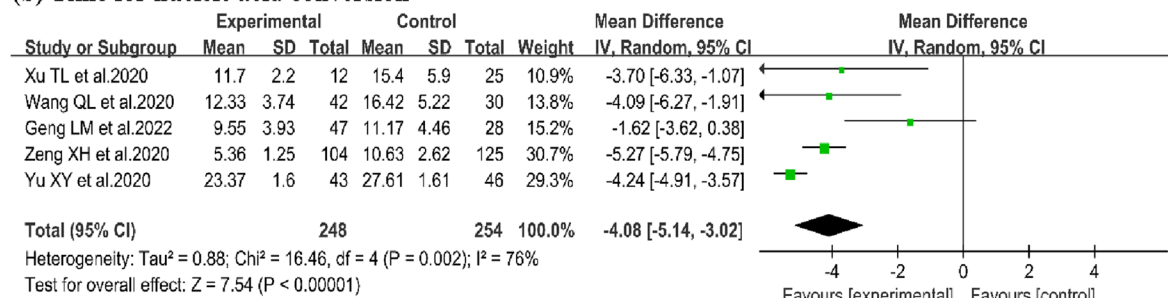 Experimental Control Mean Difference Mean Difference
Study or Subgroup Mean SD Total Mean SD Total Weight IV, Random, 95% CI IV, Random, 95% CI
Xu TL et al.2020 11.7 2.2 12 15.4 5.9 25 10.9% -3.70 [-6.33, -1.07]
Wang QL et al.2020 12.33 3.74 42 16.42 5.22 30 13.8% -4.09 [-6.27, -1.91]
Geng LM et al.2022 9.55 3.93 47 11.17 4.46 28 15.2% -1.62 [-3.62, 0.38]
Zeng XH et al.2020 5.36 1.25 104 10.63 2.62 125 30.7% -5.27 [-5.79, -4.75]
Yu XY et al.2020 23.37 1.6 43 27.61 1.61 46 29.3% -4.24 [-4.91, -3.57]
Total (95% CI) 248 254 100.0% -4.08 [-5.14, -3.02]
Heterogeneity: Tau² = 0.88; Chi² = 16.46, df = 4 (P = 0.002); I² = 76%
Test for overall effect: Z = 7.54 (P < 0.00001)
-4 -2 0 2 4
Favours [experimental] Favours [control]